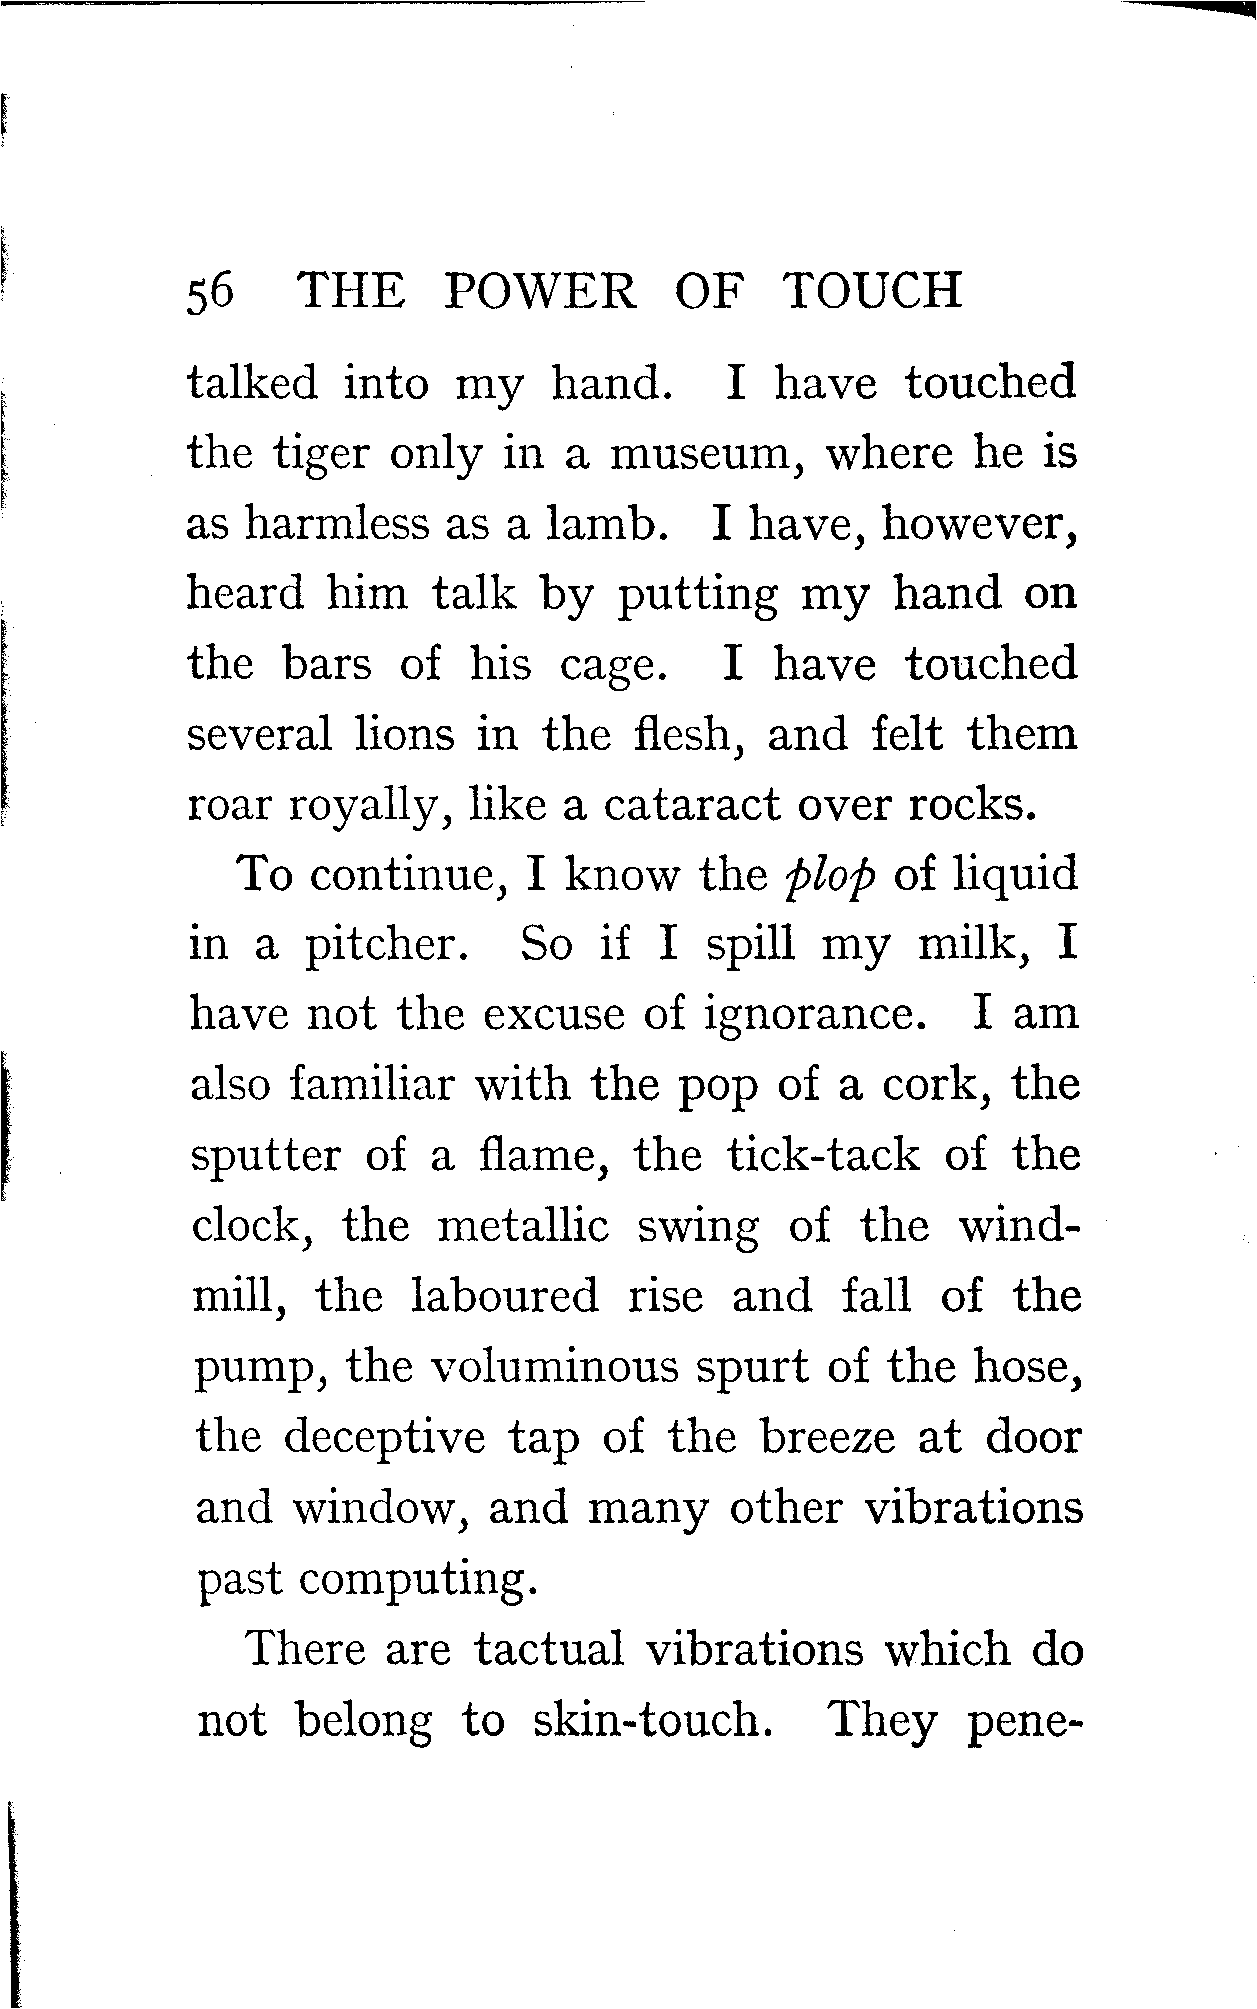 56 THE POWER OF TOUCH
talked into my hand. I have touched
the tiger only in a museum, where he is
as harmless as a lamb. I have, however,
heard him talk by putting my hand on
the bars of his cage. I have touched
several lions in the flesh, and felt them
roar royally, like a cataract over rocks.
To continue, I know the plop of liquid
in a pitcher. So if I spill my milk, I
have not the excuse of ignorance. I am
also familiar with the pop of a cork, the
sputter of a flame, the tick-tack of the
clock, the metallic swing of the wind-
mill, the laboured rise and fall of the
pump, the voluminous spurt of the hose,
the deceptive tap of the breeze at door
and window, and many other vibrations
past computing.
There are tactual vibrations which do
not belong to skin-touch. They pene-